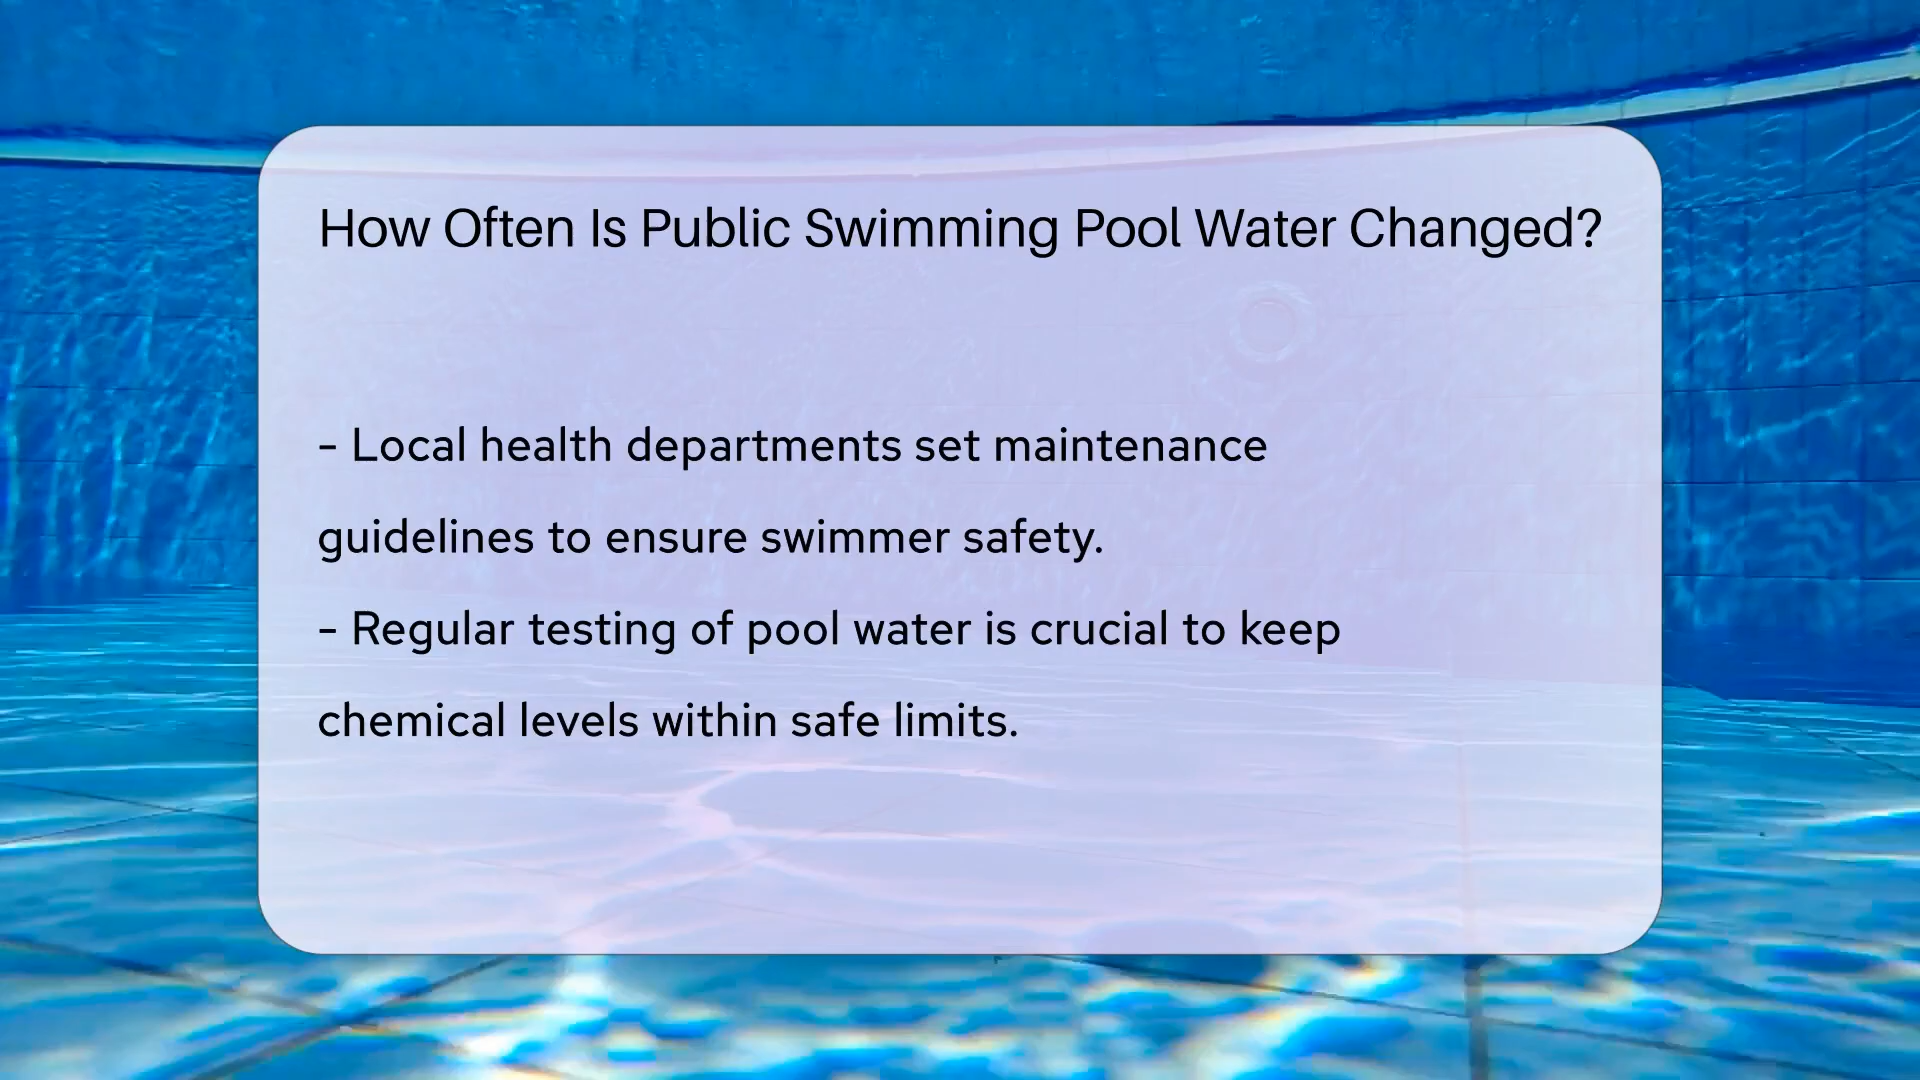 How Often Is Public Swimming Pool Water Changed?
- Local health departments set maintenance
guidelines to ensure swimmer safety.
- Regular testing of pool water is crucial to keep
chemical levels within safe limits.